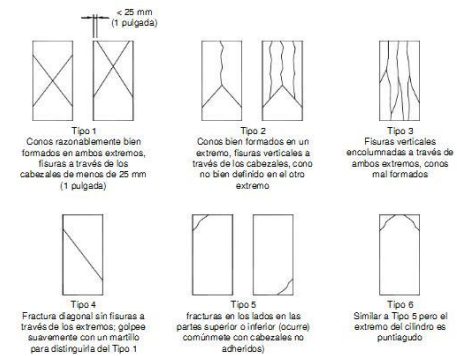 < 25 mm
(1 pulgada)
Tipo 1
Conos razonablemente bien
formados en ambos extremos,
fisuras a través de los
cabezales de menos de 25 mm
(1 pulgada)
Tipo 2
Conos bien formados en un
extremo, fisuras verticales a
través de los cabezales, cono
no bien definido en el otro
extremo
Tipo 3
Fisuras verticales
encolumnadas a través de
ambos extremos, conos
mal formados
Tipo 4
Fractura diagonal sin fisuras a
través de los extremos; golpee
suavemente con un martillo
para distinguirla del Tipo 1
Tipo 5
fracturas en los lados en las
partes superior o inferior (ocurre)
comúnmete con cabezales no
adheridos)
Tipo 6
Similar a Tipo 5 pero el
extremo del cilindro es
puntiagudo